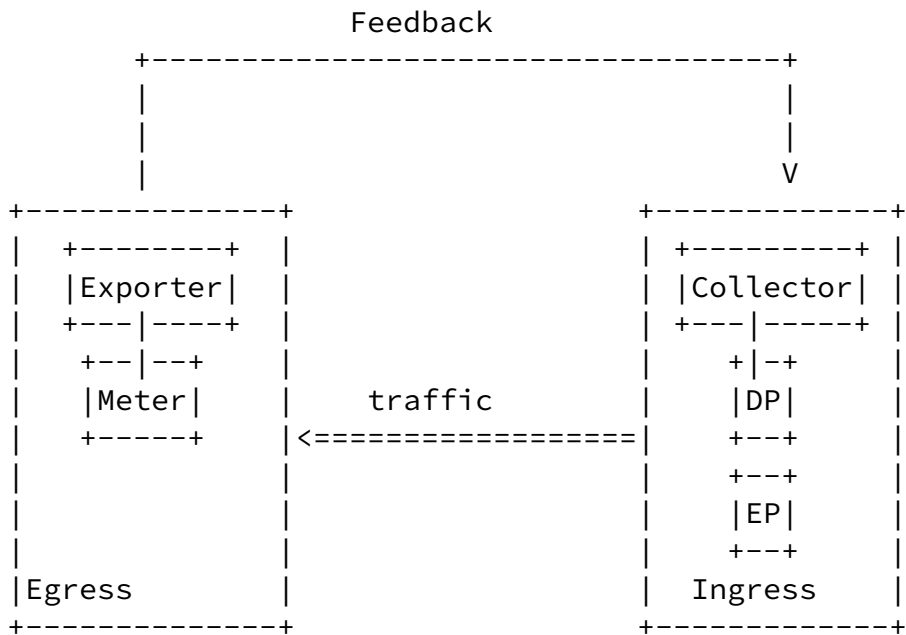 Feedback
Exporter
Collector
Meter
traffic
DP
EP
Egress
Ingress